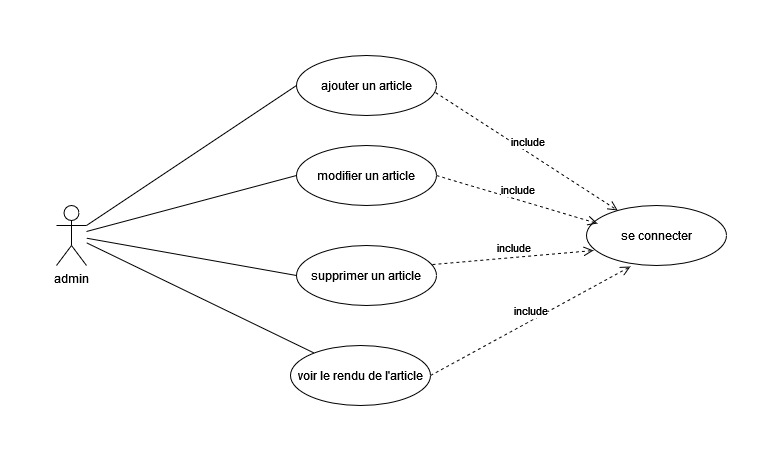 ajouter un article
include
modifier un article
include
se connecter
include
supprimer un article
admin
include
voir le rendu de l'article